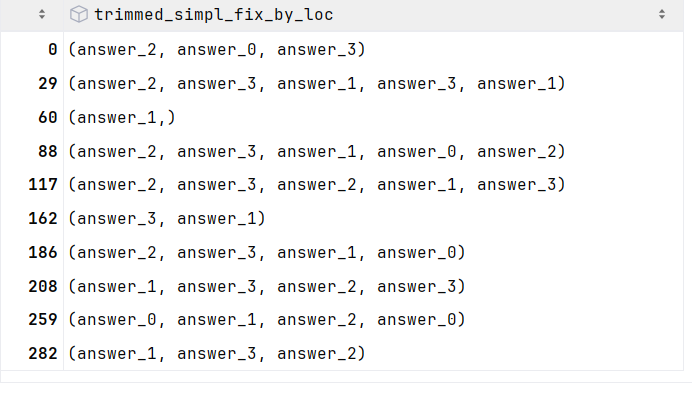 trimmed_simpl_fix_by_loc
0 (answer_2, answer_0, answer_3)
29 (answer_2, answer_3, answer_1, answer_3, answer_1)
60 (answer_1,)
88 (answer_2, answer_3, answer_1, answer_0, answer_2)
117 (answer_2, answer_3, answer_2, answer_1, answer_3)
162 (answer_3, answer_1)
186 (answer_2, answer_3, answer_1, answer_0)
208 (answer_1, answer_3, answer_2, answer_3)
259 (answer_0, answer_1, answer_2, answer_0)
282 (answer_1, answer_3, answer_2)